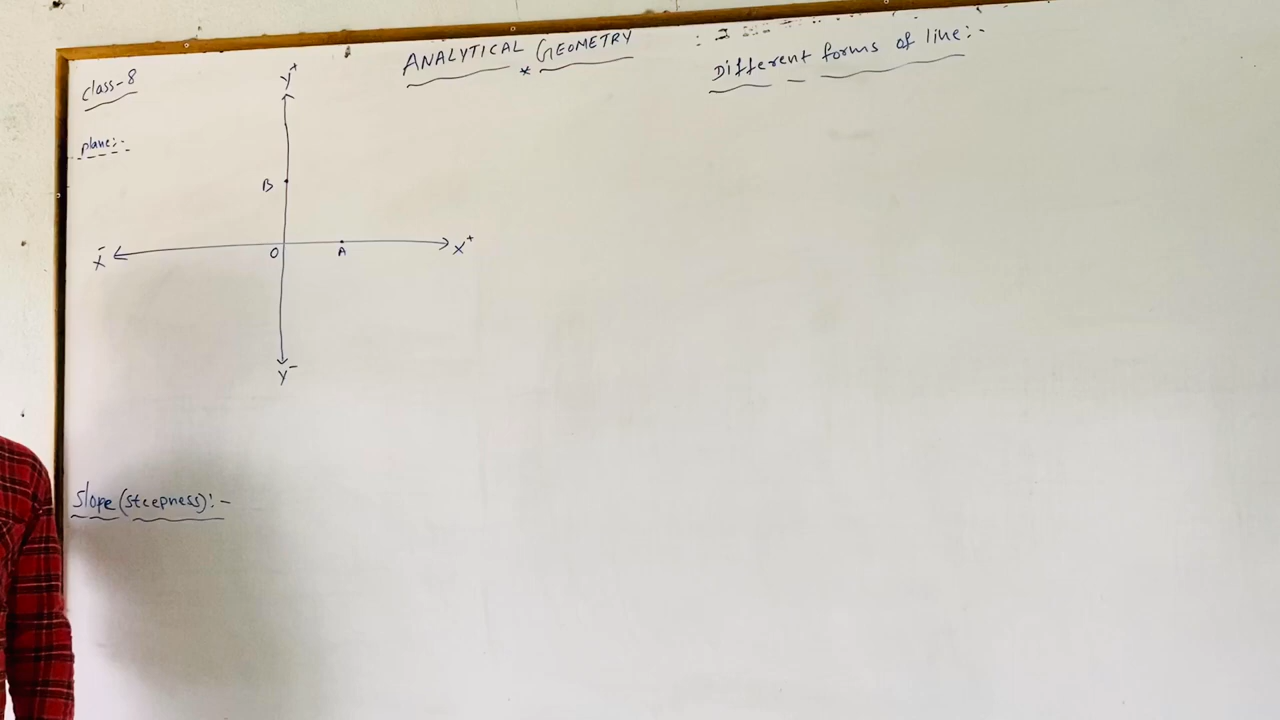 ANALYTICAL GEOMETRY
Different forms of line:-
class-8
plane:-
Y+
B
X-
O
A
X+
Y-
Slope (steepness):-